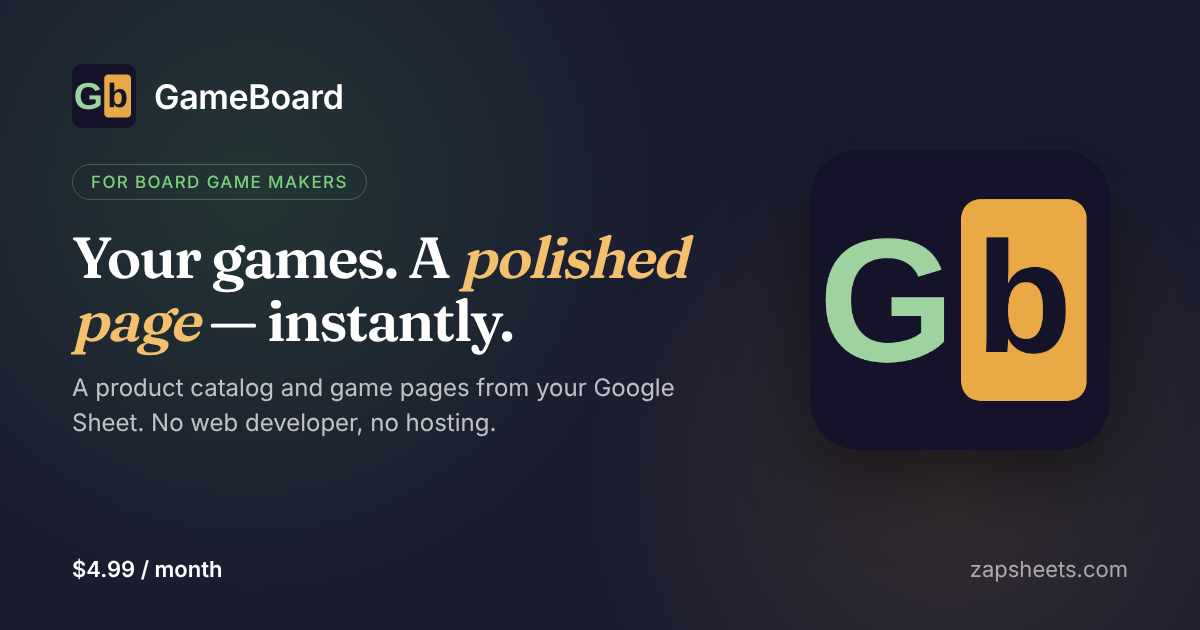 Gb GameBoard
FOR BOARD GAME MAKERS
Your games. A polished
page — instantly.
A product catalog and game pages from your Google
Sheet. No web developer, no hosting.
Gb
$4.99 / month
zapsheets.com